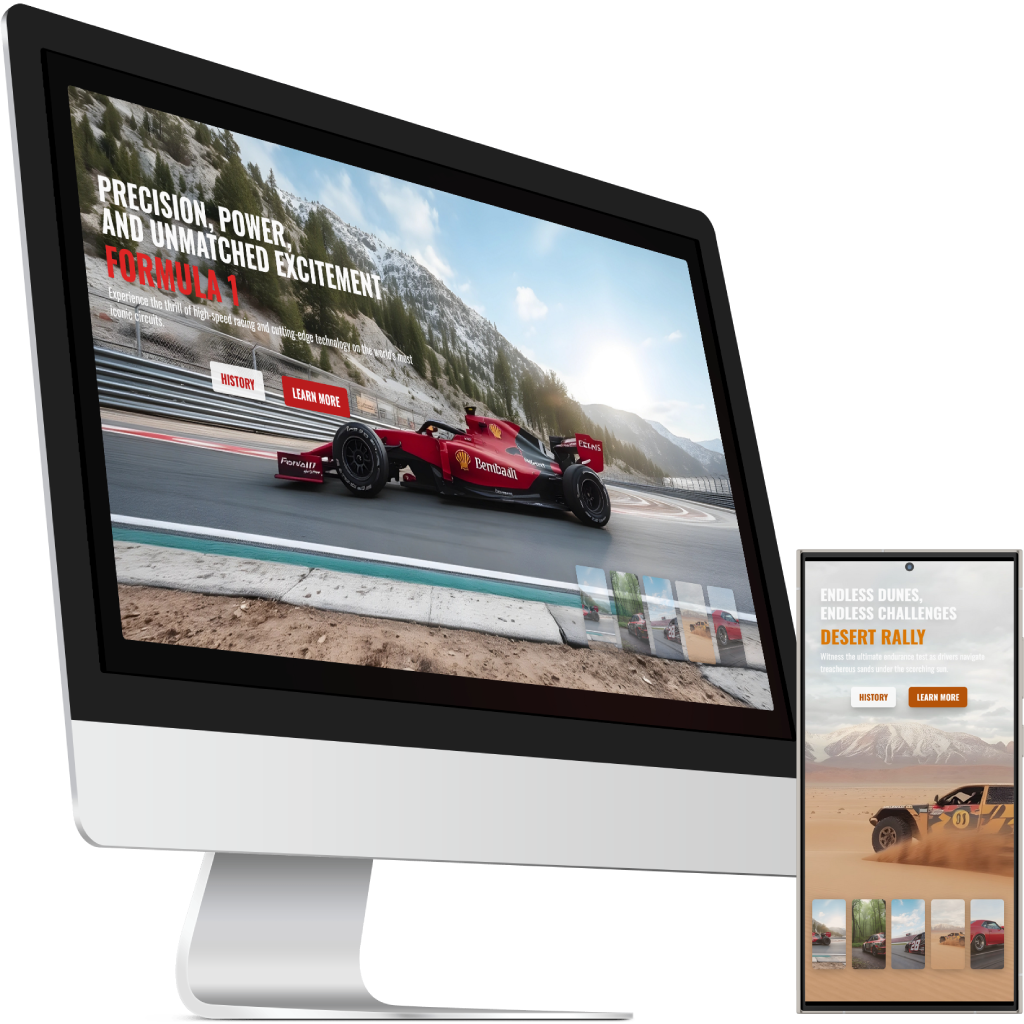 PRECISION, POWER,
AND UNMATCHED EXCITEMENT
FORMULA 1
Experience the thrill of high-speed racing and cutting-edge technology on the world's most
iconic circuits.
HISTORY
LEARN MORE
Bembadh
ENDLESS DUNES,
ENDLESS CHALLENGES
DESERT RALLY
Witness the ultimate endurance test as drivers navigate
treacherous sands under the scorching sun.
HISTORY
LEARN MORE
28